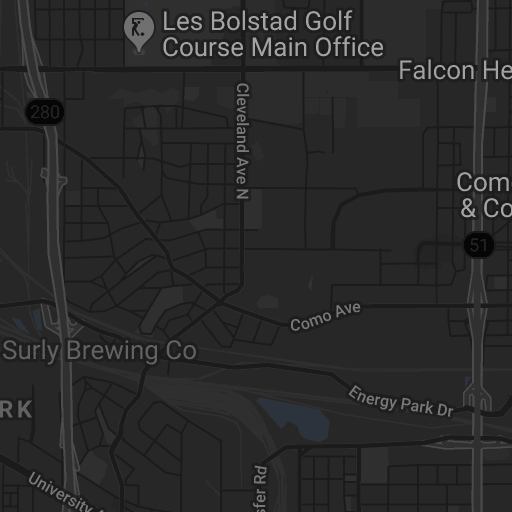 Les Bolstad Golf
Course Main Office
Falcon He
280
Cleveland Ave N
Com
& Co
51
Como Ave
Surly Brewing Co
Energy Park Dr
RK
University
sfer Rd